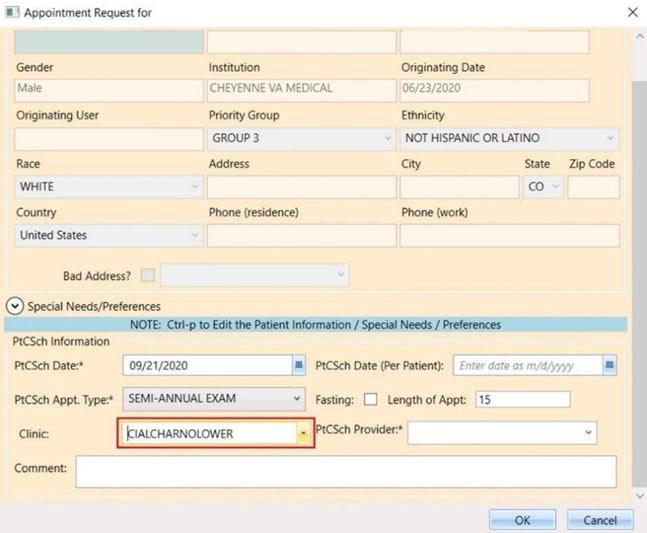 Appointment Request for
Gender Institution Originating Date
Male CHEYENNE VA MEDICAL 06/23/2020
Originating User Priority Group Ethnicity
GROUP 3 NOT HISPANIC OR LATINO
Race Address City State Zip Code
WHITE CO
Country Phone (residence) Phone (work)
United States
Bad Address?
Special Needs/Preferences
NOTE: Ctrl-p to Edit the Patient Information / Special Needs / Preferences
PtCSch Information
PtCSch Date:* 09/21/2020 PtCSch Date (Per Patient): Enter date as m/d/yyyy
PtCSch Appt. Type:* SEMI-ANNUAL EXAM Fasting: Length of Appt: 15
Clinic: CIALCHARNOLOWER PtCSch Provider:*
Comment:
OK Cancel